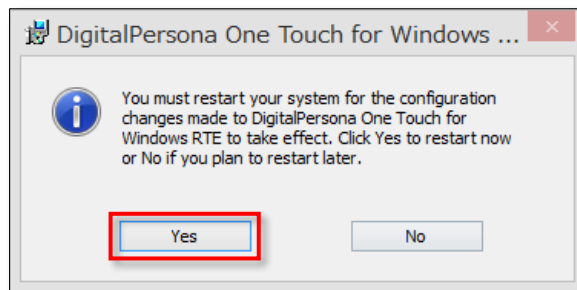 DigitalPersona One Touch for Windows ...
You must restart your system for the configuration
changes made to DigitalPersona One Touch for
Windows RTE to take effect. Click Yes to restart now
or No if you plan to restart later.
Yes
No